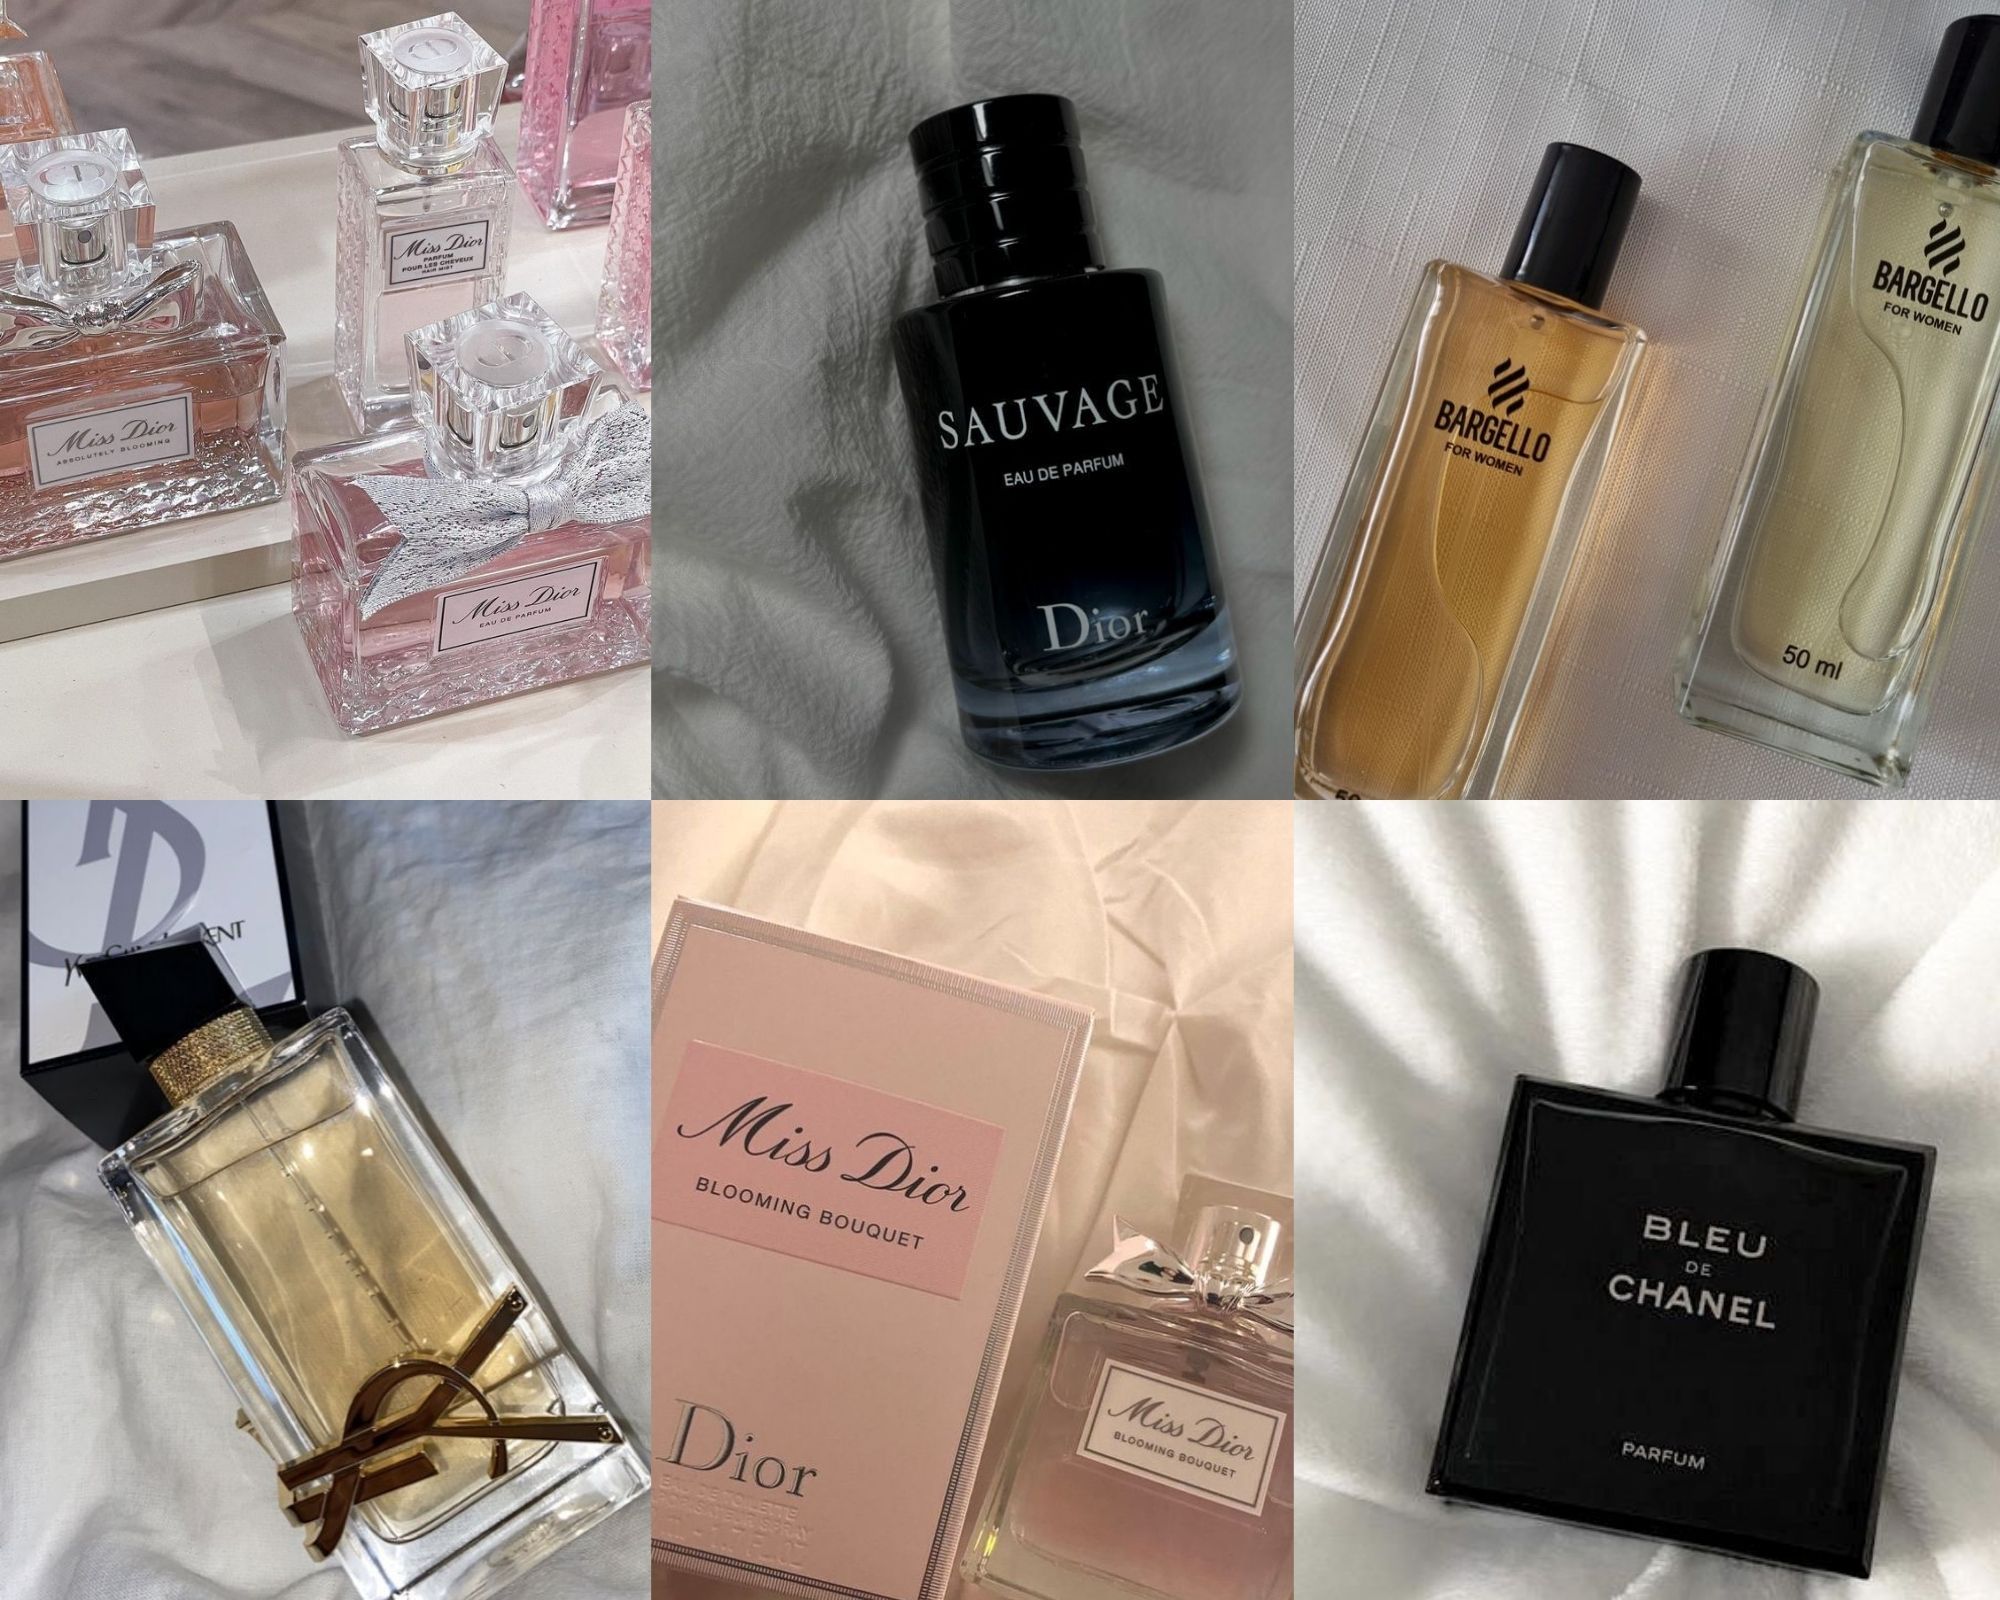 Miss Dior
PARFUM
POUR LES CHEVEUX
HAIR MIST
Miss Dior
ABSOLUTELY BLOOMING
Miss Dior
EAU DE PARFUM
SAUVAGE
EAU DE PARFUM
Dior
BARGELLO
FOR WOMEN
BARGELLO
FOR WOMEN
50 ml
50
Miss Dior
BLOOMING BOUQUET
Dior
EAU DE TOILETTE
Miss Dior
BLOOMING BOUQUET
BLEU
DE
CHANEL
PARFUM